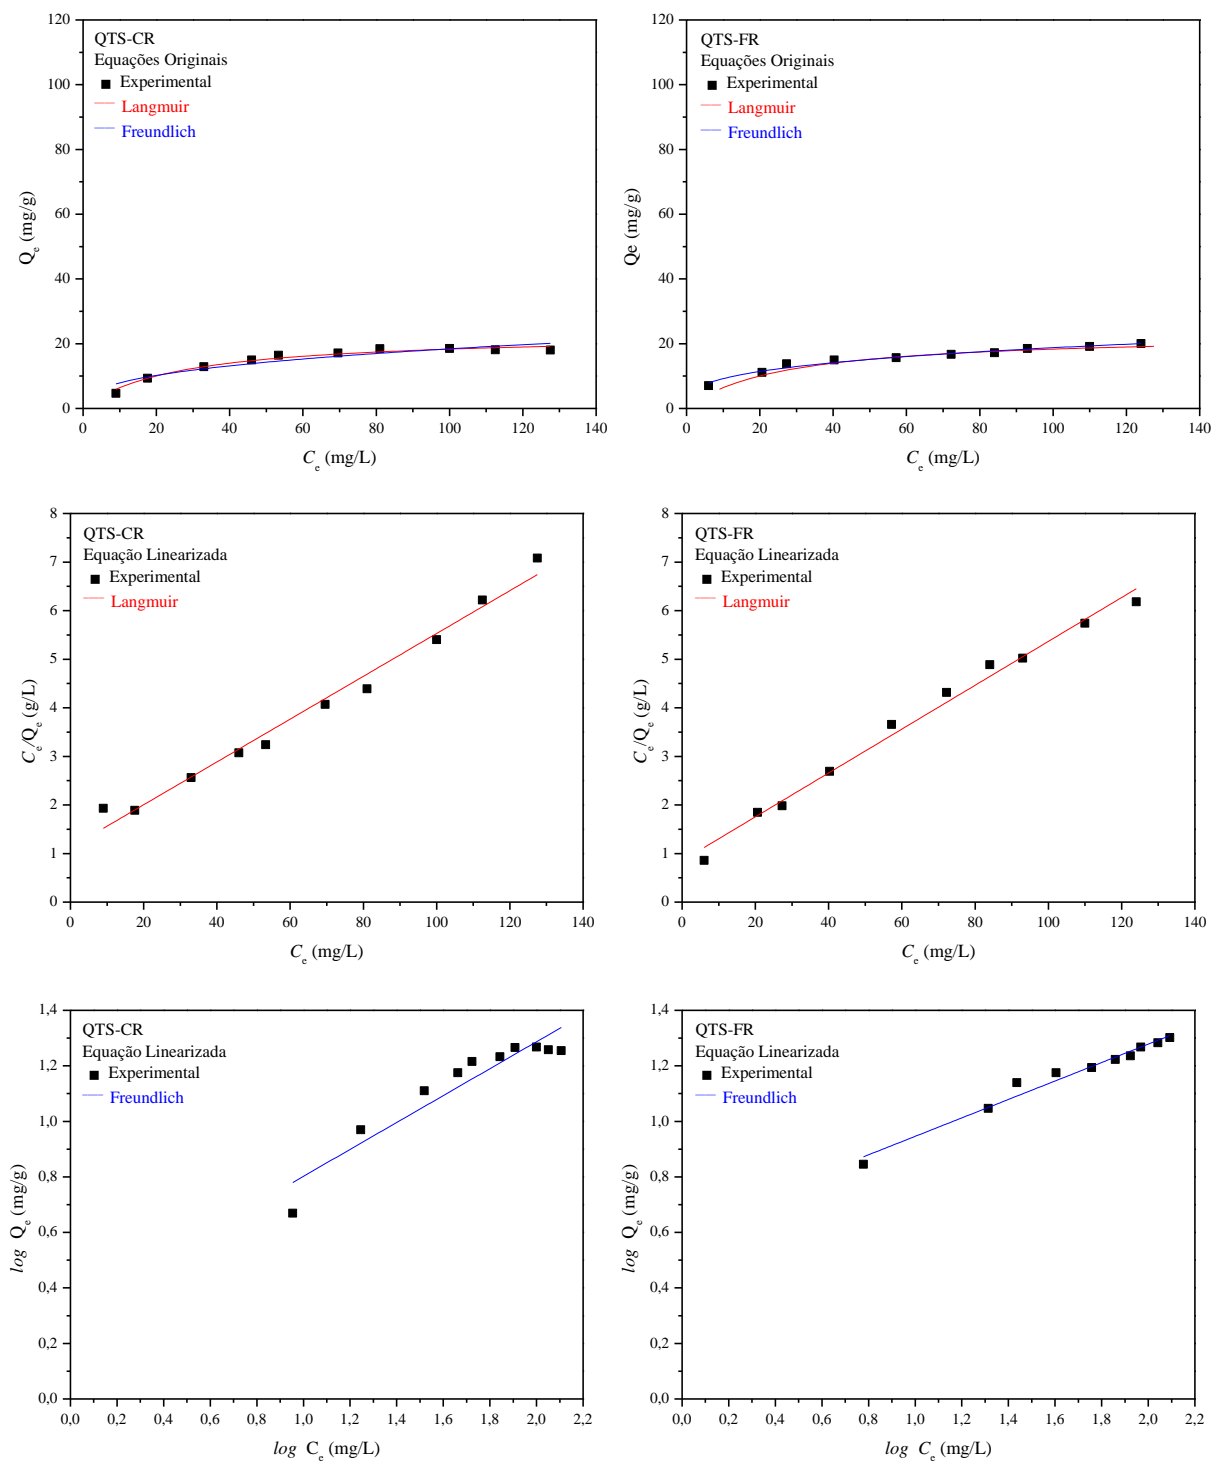 QTS-CR
Equações Originais
Experimental
Langmuir
Freundlich
120
100
80
60
40
20
0
Qe (mg/g)
0 20 40 60 80 100 120 140
Ce (mg/L)
QTS-FR
Equações Originais
Experimental
Langmuir
Freundlich
120
100
80
60
40
20
0
Qe (mg/g)
0 20 40 60 80 100 120 140
Ce (mg/L)
QTS-CR
Equação Linearizada
Experimental
Langmuir
8
7
6
5
4
3
2
1
0
Ce/Qe (g/L)
0 20 40 60 80 100 120 140
Ce (mg/L)
QTS-FR
Equação Linearizada
Experimental
Langmuir
8
7
6
5
4
3
2
1
0
Ce/Qe (g/L)
0 20 40 60 80 100 120 140
Ce (mg/L)
QTS-CR
Equação Linearizada
Experimental
Freundlich
1,4
1,2
1,0
0,8
0,6
0,4
0,2
0,0
log Qe (mg/g)
0,0 0,2 0,4 0,6 0,8 1,0 1,2 1,4 1,6 1,8 2,0 2,2
log Ce (mg/L)
QTS-FR
Equação Linearizada
Experimental
Freundlich
1,4
1,2
1,0
0,8
0,6
0,4
0,2
0,0
log Qe (mg/g)
0,0 0,2 0,4 0,6 0,8 1,0 1,2 1,4 1,6 1,8 2,0 2,2
log Ce (mg/L)